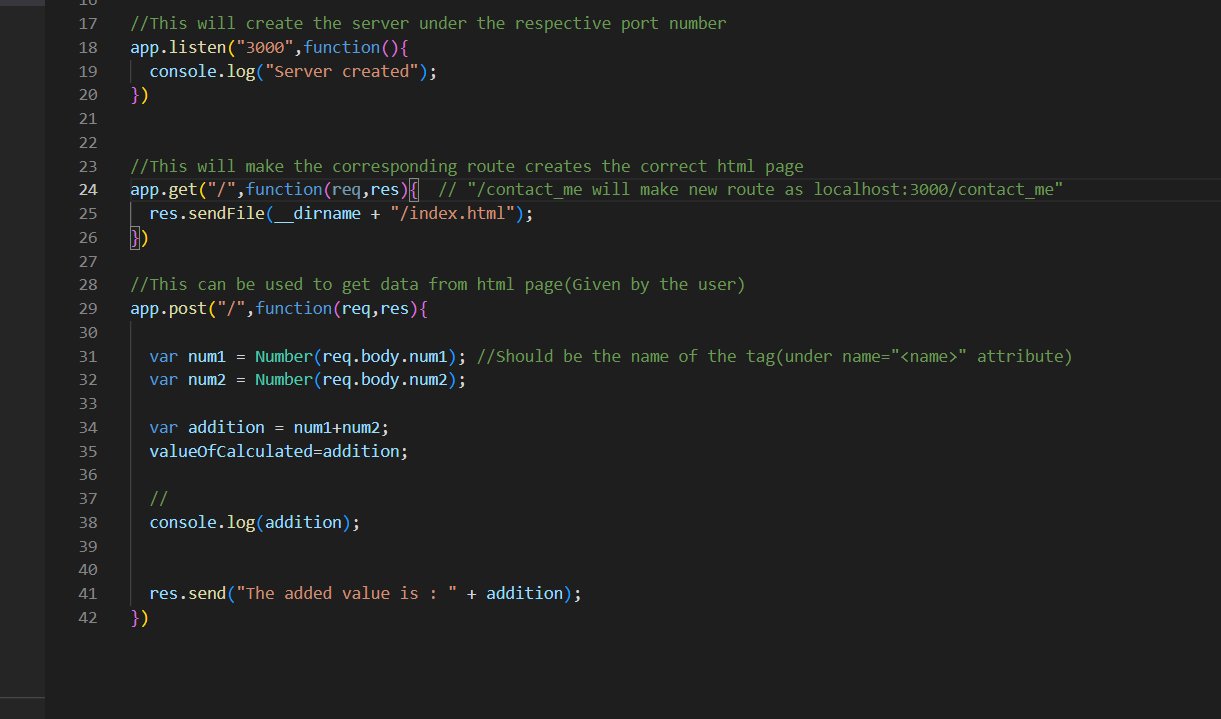 16
17 //This will create the server under the respective port number
18 app.listen("3000",function(){
19 console.log("Server created");
20 })
21
22
23 //This will make the corresponding route creates the correct html page
24 app.get("/",function(req,res){ // "/contact_me will make new route as localhost:3000/contact_me"
25 res.sendFile(__dirname + "/index.html");
26 })
27
28 //This can be used to get data from html page(Given by the user)
29 app.post("/",function(req,res){
30
31 var num1 = Number(req.body.num1); //Should be the name of the tag(under name="<name>" attribute)
32 var num2 = Number(req.body.num2);
33
34 var addition = num1+num2;
35 valueOfCalculated=addition;
36
37 //
38 console.log(addition);
39
40
41 res.send("The added value is : " + addition);
42 })